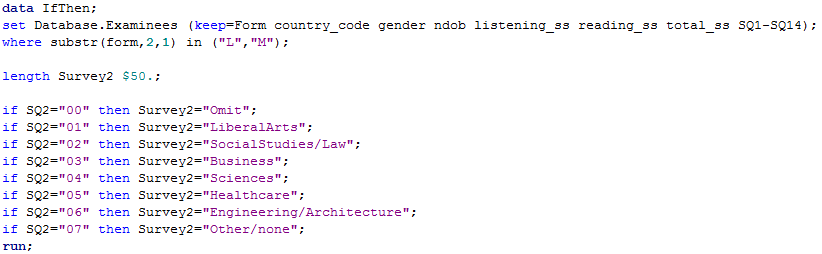 data IfThen;
set Database.Examinees (keep=Form country_code gender ndob listening_ss reading_ss total_ss SQ1-SQ14);
where substr(form,2,1) in ("L","M");
length Survey2 $50.;
if SQ2="00" then Survey2="Omit";
if SQ2="01" then Survey2="LiberalArts";
if SQ2="02" then Survey2="SocialStudies/Law";
if SQ2="03" then Survey2="Business";
if SQ2="04" then Survey2="Sciences";
if SQ2="05" then Survey2="Healthcare";
if SQ2="06" then Survey2="Engineering/Architecture";
if SQ2="07" then Survey2="Other/none";
run;